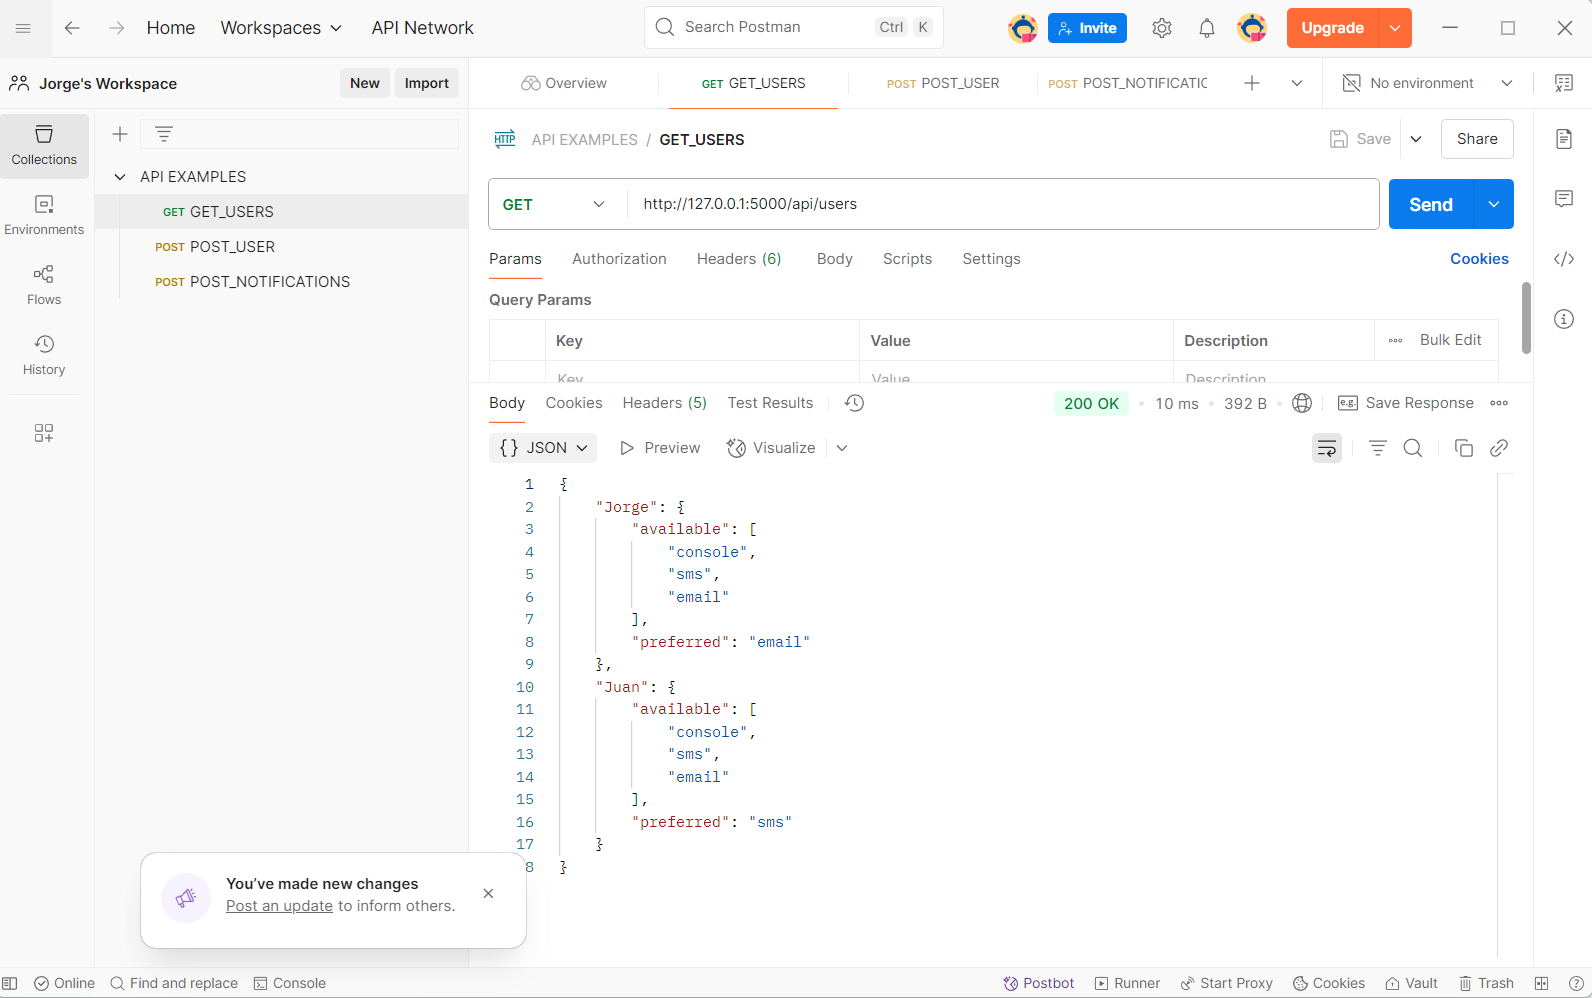 Home Workspaces API Network Search Postman Ctrl K Invite Upgrade
Jorge's Workspace New Import Overview GET GET_USERS POST POST_USER POST POST_NOTIFICATIC No environment
HTTP API EXAMPLES / GET_USERS Save Share
Collections
Environments
Flows
History
API EXAMPLES
GET GET_USERS
POST POST_USER
POST POST_NOTIFICATIONS
GET http://127.0.0.1:5000/api/users Send
Params Authorization Headers (6) Body Scripts Settings Cookies
Query Params
Key Value Description Bulk Edit
Key Value Description
Body Cookies Headers (5) Test Results 200 OK • 10 ms • 392 B • e.g. Save Response
{} JSON Preview Visualize
1 {
2 "Jorge": {
3 "available": [
4 "console",
5 "sms",
6 "email"
7 ],
8 "preferred": "email"
9 },
10 "Juan": {
11 "available": [
12 "console",
13 "sms",
14 "email"
15 ],
16 "preferred": "sms"
17 }
8 }
You've made new changes
Post an update to inform others.
Online Find and replace Console Postbot Runner Start Proxy Cookies Vault Trash